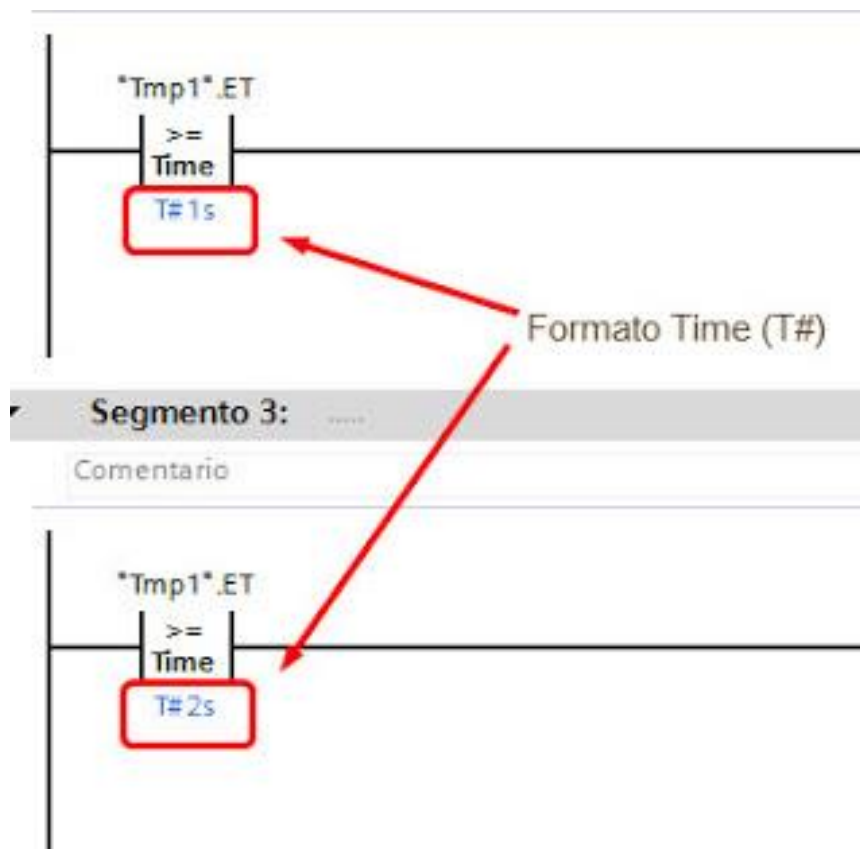 "Tmp1".ET
>=
Time
T#1s
Formato Time (T#)
Segmento 3: .....
Comentario
"Tmp1".ET
>=
Time
T#2s